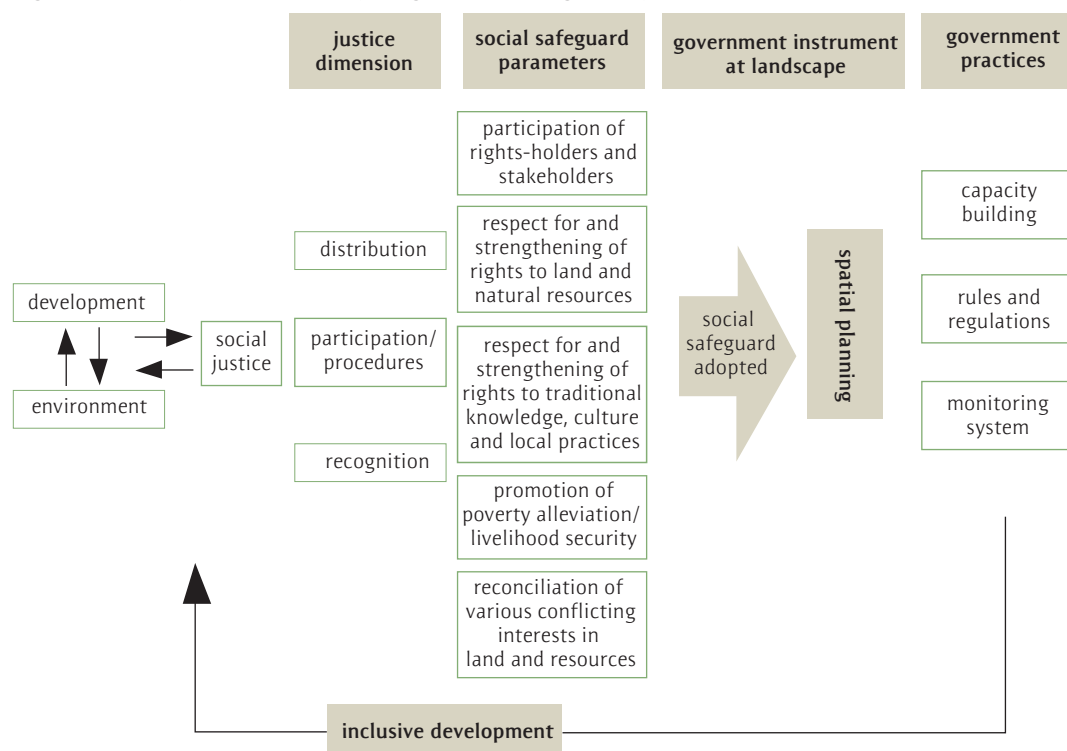 justice
dimension
social safeguard
parameters
government instrument
at landscape
government
practices
development
environment
social
justice
distribution
participation/
procedures
recognition
participation of
rights-holders and
stakeholders
respect for and
strengthening of
rights to land and
natural resources
respect for and
strengthening of
rights to traditional
knowledge, culture
and local practices
promotion of
poverty alleviation/
livelihood security
reconciliation of
various conflicting
interests in
land and resources
social
safeguard
adopted
spatial planning
capacity
building
rules and
regulations
monitoring
system
inclusive development